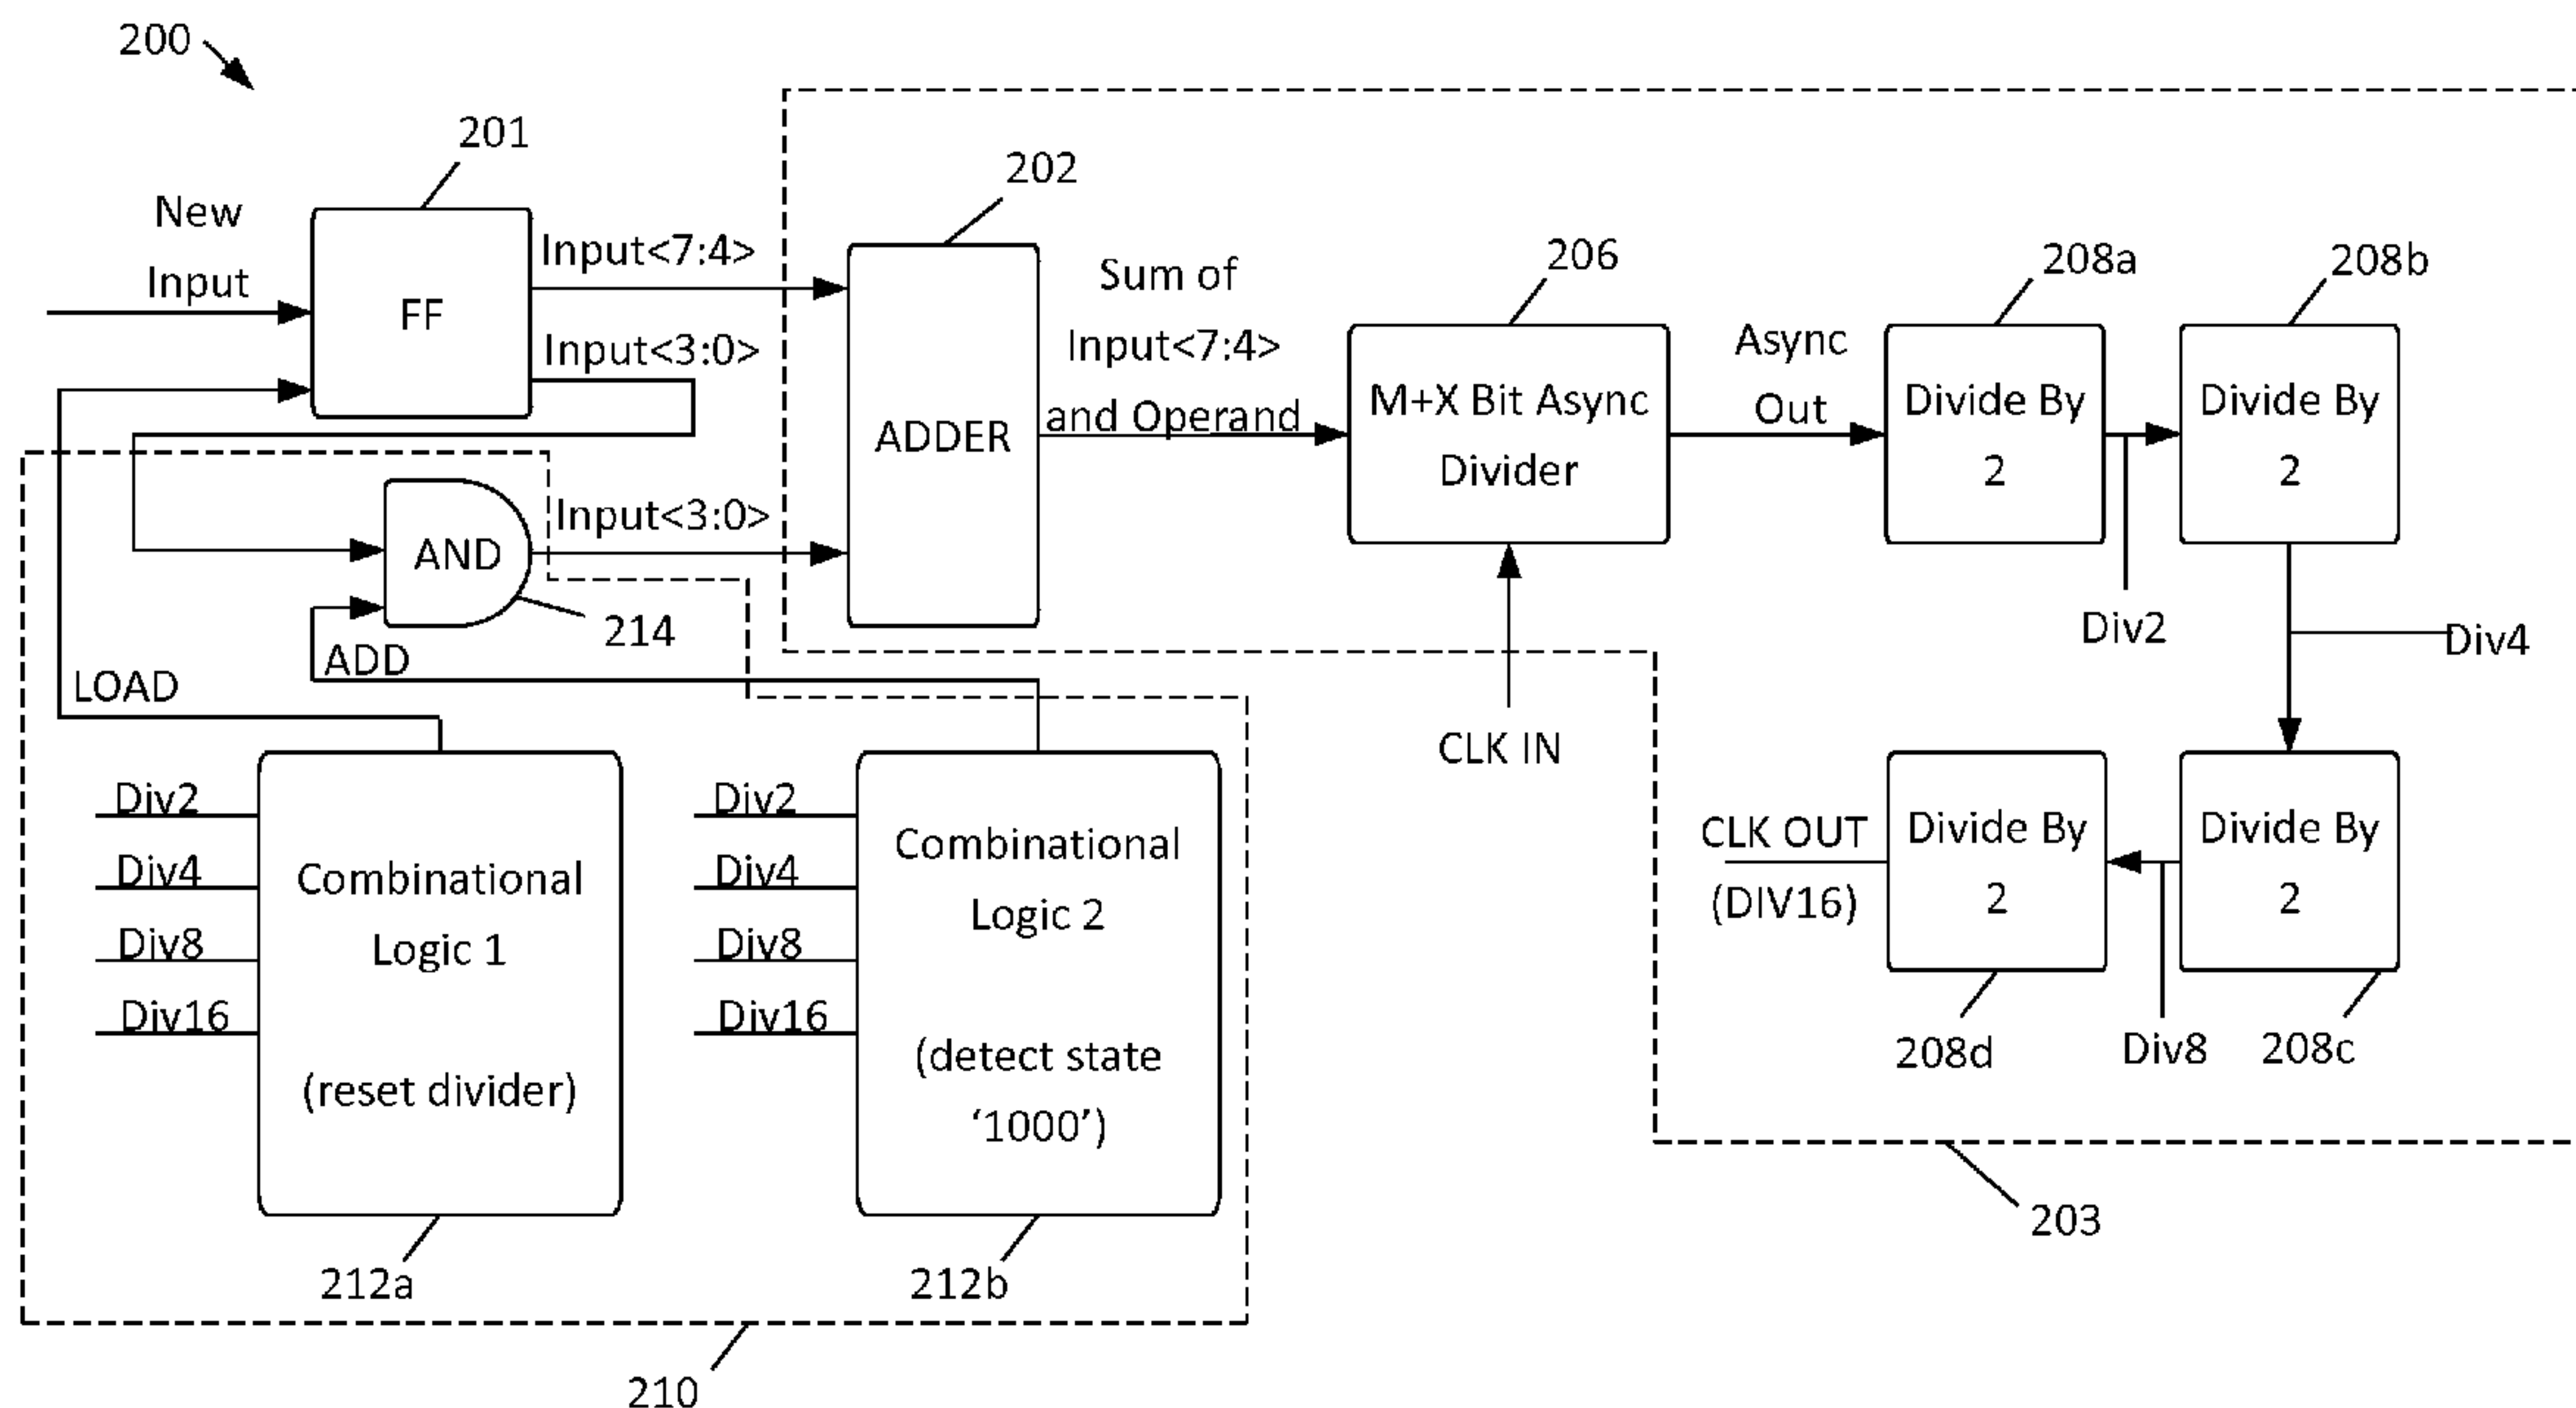 200
201
New
Input
FF
Input<7:4>
Input<3:0>
202
ADDER
Sum of
Input<7:4>
and Operand
206
M+X Bit Async
Divider
Async
Out
208a
Divide By
2
208b
Divide By
2
Div2
Div4
AND
Input<3:0>
214
ADD
LOAD
CLK IN
Div2
Div4
Div8
Div16
Combinational
Logic 1
(reset divider)
212a
Div2
Div4
Div8
Div16
Combinational
Logic 2
(detect state
‘1000’)
212b
210
CLK OUT
(DIV16)
Divide By
2
208d
Div8
Divide By
2
208c
203